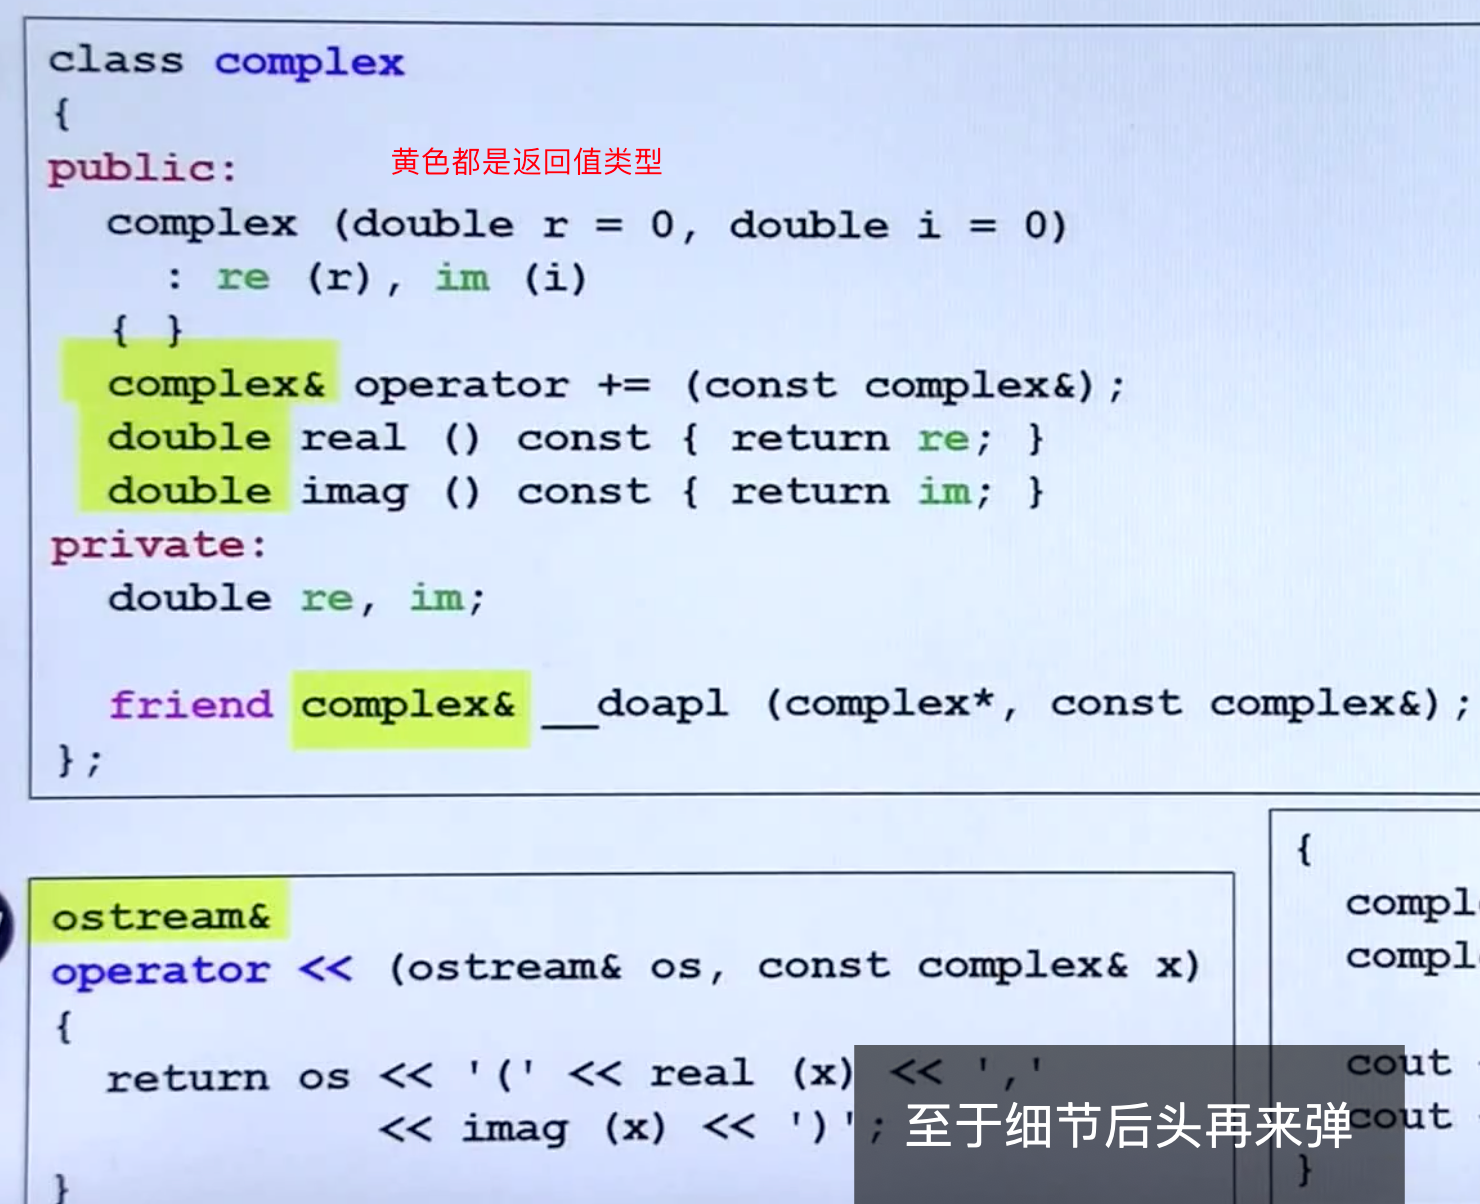 class complex
{
public:
黄色都是返回值类型
complex (double r = 0, double i = 0)
: re (r), im (i)
{ }
complex& operator += (const complex&);
double real () const { return re; }
double imag () const { return im; }
private:
double re, im;
friend complex& __doapl (complex*, const complex&);
};
ostream&
operator << (ostream& os, const complex& x)
{
return os << '(' << real (x) << ','
<< imag (x) << ')';
}
{
compl
compl
cout
cout
}
至于细节后头再来弹